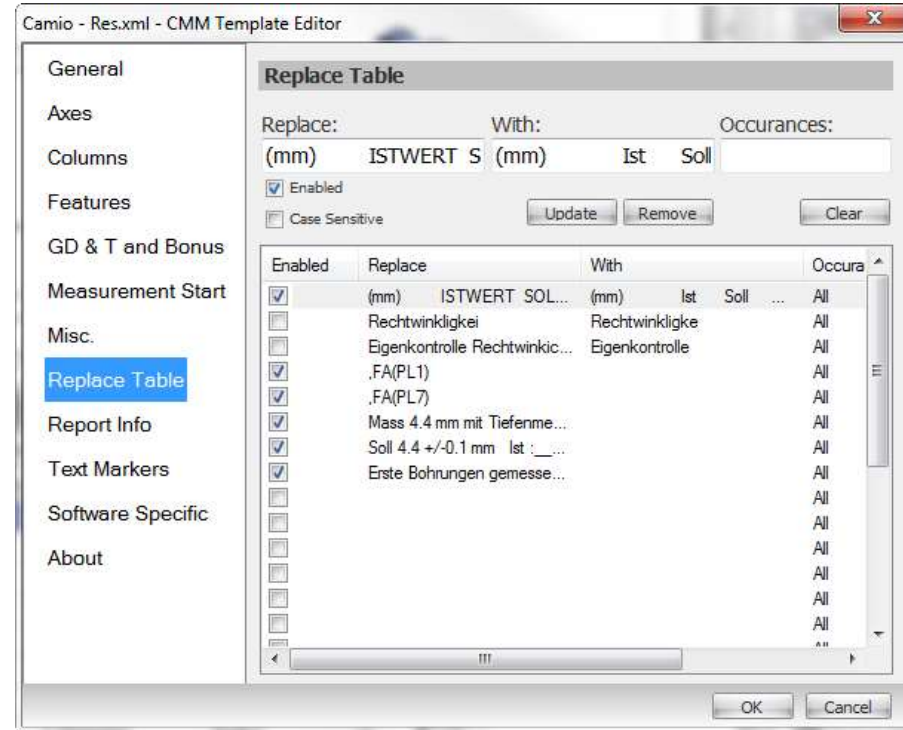 Camio - Res.xml - CMM Template Editor
General
Axes
Columns
Features
GD & T and Bonus
Measurement Start
Misc.
Replace Table
Report Info
Text Markers
Software Specific
About
Replace Table
Replace: With: Occurances:
(mm) ISTWERT S (mm) Ist Soll
Enabled
Case Sensitive
Update Remove Clear
Enabled Replace With Occura
(mm) ISTWERT SOL... (mm) Ist Soll ... All
Rechtwinkligkei Rechtwinkligke All
Eigenkontrolle Rechtwinkic... Eigenkontrolle All
,FA(PL1) All
,FA(PL7) All
Mass 4.4 mm mit Tiefenme... All
Soll 4.4 +/-0.1 mm Ist :__... All
Erste Bohrungen gemesse... All
All
All
All
All
All
All
All
OK Cancel